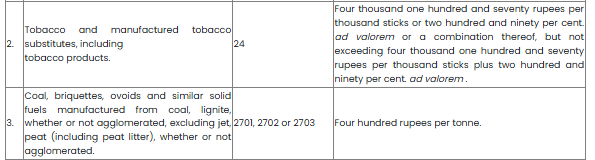 Four thousand one hundred and seventy rupees per
thousand sticks or two hundred and ninety per cent.
Tobacco and manufactured tobacco
ad valorem or a combination thereof, but not
2. substitutes, including 24
exceeding four thousand one hundred and seventy
tobacco products.
rupees per thousand sticks plus two hundred and
ninety per cent. ad valorem.
Coal, briquettes, ovoids and similar solid
fuels manufactured from coal, lignite,
3. whether or not agglomerated, excluding jet, 2701, 2702 or 2703 Four hundred rupees per tonne.
peat (including peat litter), whether or not
agglomerated.